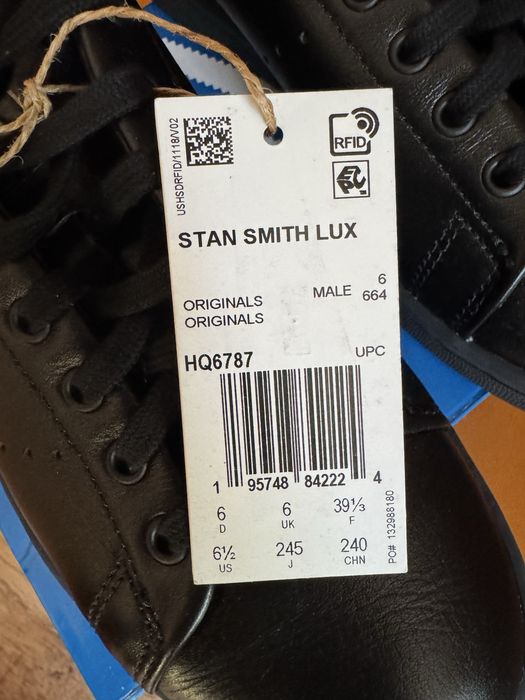 USHSDRFID/1118/V02
RFID
EPC
STAN SMITH LUX
MALE 6
664
ORIGINALS
ORIGINALS
HQ6787
UPC
1 95748 84222 4
6 6 39⅓
D UK F
6½ 245 240
US J CHN
PO# 132988180